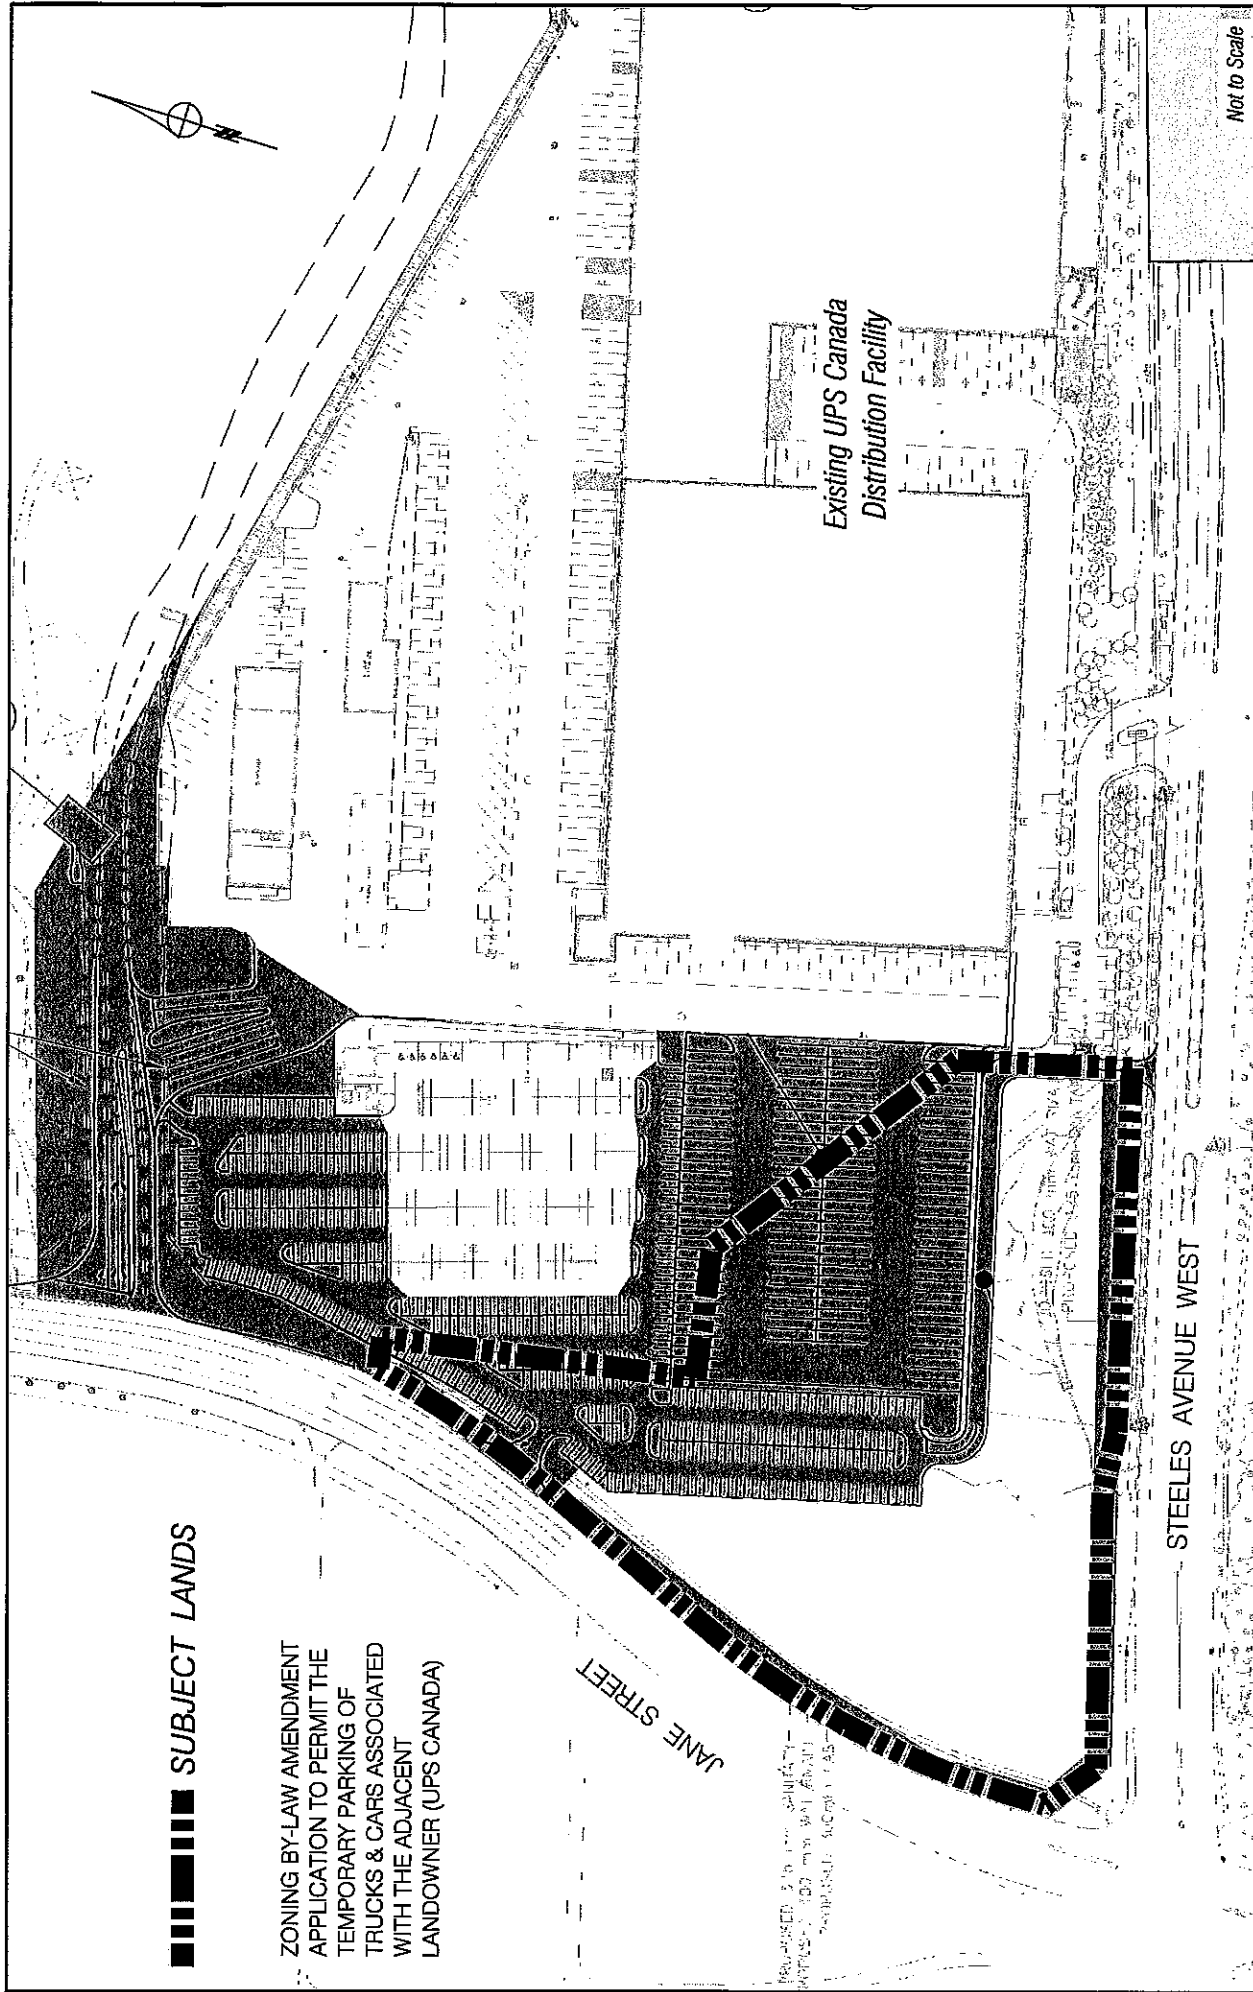 SUBJECT LANDS
ZONING BY-LAW AMENDMENT
APPLICATION TO PERMIT THE
TEMPORARY PARKING OF
TRUCKS & CARS ASSOCIATED
WITH THE ADJACENT
LANDOWNER (UPS CANADA)
JANE STREET
STEELES AVENUE WEST
Existing UPS Canada
Distribution Facility
N
Not to Scale